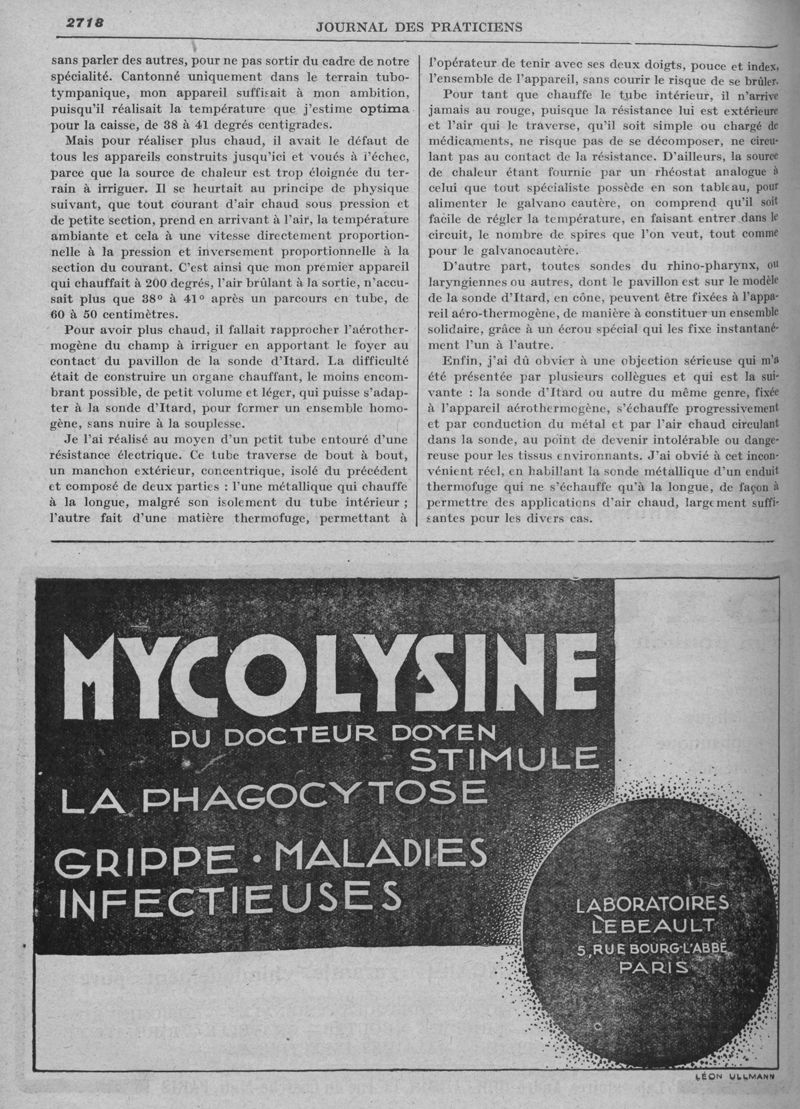 2718
JOURNAL DES PRATICIENS
sans parler des autres, pour ne pas sortir du cadre de notre
spécialité. Cantonné uniquement dans le terrain tubo-
tympanique, mon appareil suffisait à mon ambition,
puisqu'il réalisait la température que j'estime optima
pour la caisse, de 38 à 41 degrés centigrades.
Mais pour réaliser plus chaud, il avait le défaut de
tous les appareils construits jusqu'ici et voués à l'échec,
parce que la source de chaleur est trop éloignée du ter-
rain à irriguer. Il se heurtait au principe de physique
suivant, que tout courant d'air chaud sous pression et
de petite section, prend en arrivant à l'air, la température
ambiante et cela à une vitesse directement proportion-
nelle à la pression et inversement proportionnelle à la
section du courant. C'est ainsi que mon premier appareil
qui chauffait à 200 degrés, l'air brûlant à la sortie, n'accu-
sait plus que 38° à 41° après un parcours en tube, de
60 à 50 centimètres.
Pour avoir plus chaud, il fallait rapprocher l'aérother-
mogène du champ à irriguer en apportant le foyer au
contact du pavillon de la sonde d'Itard. La difficulté
était de construire un organe chauffant, le moins encom-
brant possible, de petit volume et léger, qui puisse s'adap-
ter à la sonde d'Itard, pour former un ensemble homo-
gène, sans nuire à la souplesse.
Je l'ai réalisé au moyen d'un petit tube entouré d'une
résistance électrique. Ce tube traverse de bout à bout,
un manchon extérieur, concentrique, isolé du précédent
et composé de deux parties : l'une métallique qui chauffe
à la longue, malgré son isolement du tube intérieur ;
l'autre fait d'une matière thermofuge, permettant à
l'opérateur de tenir avec ses deux doigts, pouce et index,
l'ensemble de l'appareil, sans courir le risque de se brûler.
Pour tant que chauffe le tube intérieur, il n'arrive
jamais au rouge, puisque la résistance lui est extérieure
et l'air qui le traverse, qu'il soit simple ou chargé de
médicaments, ne risque pas de se décomposer, ne circu-
lant pas au contact de la résistance. D'ailleurs, la source
de chaleur étant fournie par un rhéostat analogue à
celui que tout spécialiste possède en son tableau, pour
alimenter le galvano cautère, on comprend qu'il soit
facile de régler la température, en faisant entrer dans le
circuit, le nombre de spires que l'on veut, tout comme
pour le galvanocautère.
D'autre part, toutes sondes du rhino-pharynx, ou
laryngiennes ou autres, dont le pavillon est sur le modèle
de la sonde d'Itard, en cône, peuvent être fixées à l'appa-
reil aéro-thermogène, de manière à constituer un ensemble
solidaire, grâce à un écrou spécial qui les fixe instantané-
ment l'un à l'autre.
Enfin, j'ai dû obvier à une objection sérieuse qui m'a
été présentée par plusieurs collègues et qui est la sui-
vante : la sonde d'Itard ou autre du même genre, fixée
à l'appareil aérothermogène, s'échauffe progressivement
et par conduction du métal et par l'air chaud circulant
dans la sonde, au point de devenir intolérable ou dange-
reuse pour les tissus environnants. J'ai obvié à cet incon-
vénient réel, en habillant la sonde métallique d'un enduit
thermofuge qui ne s'échauffe qu'à la longue, de façon à
permettre des applications d'air chaud, largement suffi-
santes pour les divers cas.
MYCOLYSINE
DU DOCTEUR DOYEN
STIMULE
LA PHAGOCYTOSE
GRIPPE · MALADIES
INFECTIEUSES
LABORATOIRES
LEBEAULT
5, RUE BOURG-L'ABBÉ
PARIS
LÉON ULLMANN